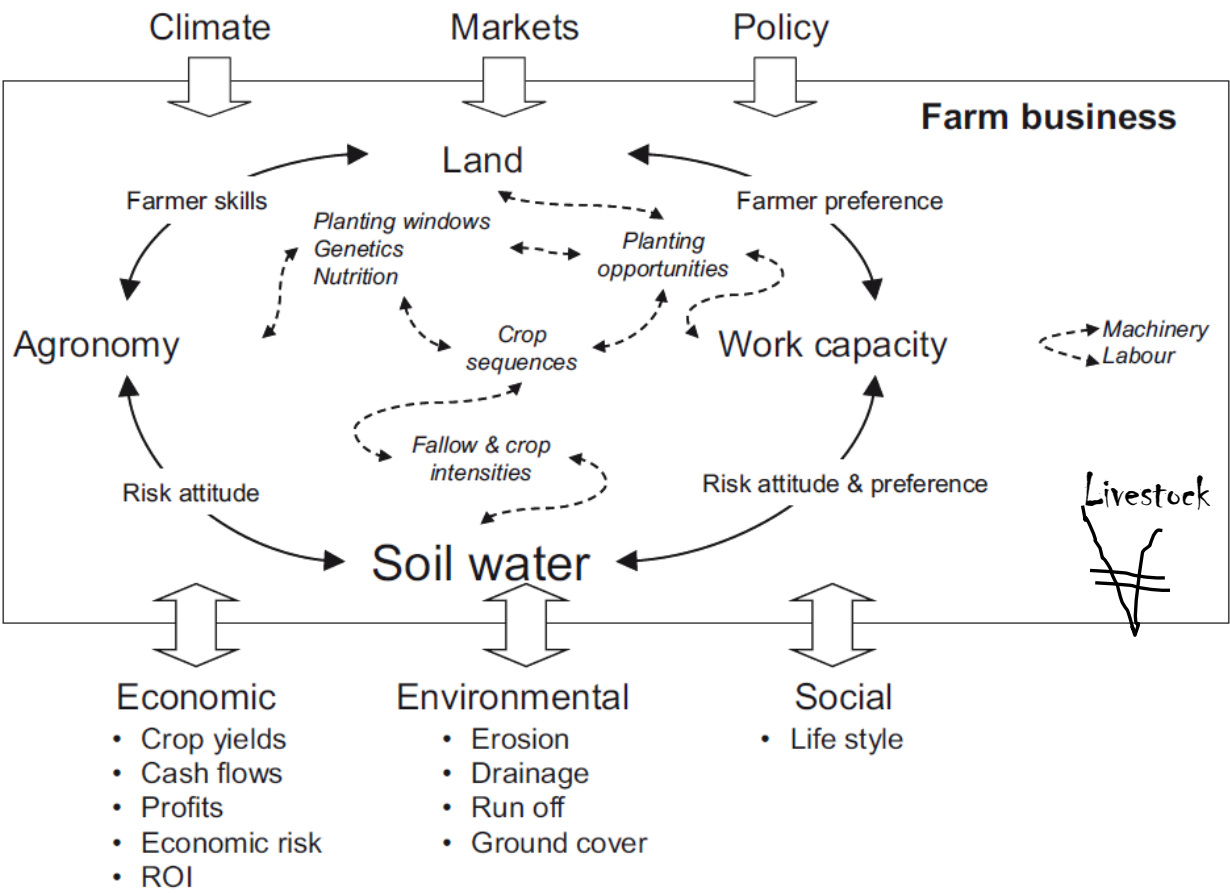 Climate
Markets
Policy
Farm business
Land
Farmer skills
Farmer preference
Planting windows
Genetics
Nutrition
Planting
opportunities
Agronomy
Crop
sequences
Work capacity
Machinery
Labour
Fallow & crop
intensities
Risk attitude
Risk attitude & preference
Livestock
Soil water
Economic
• Crop yields
• Cash flows
• Profits
• Economic risk
• ROI
Environmental
• Erosion
• Drainage
• Run off
• Ground cover
Social
• Life style